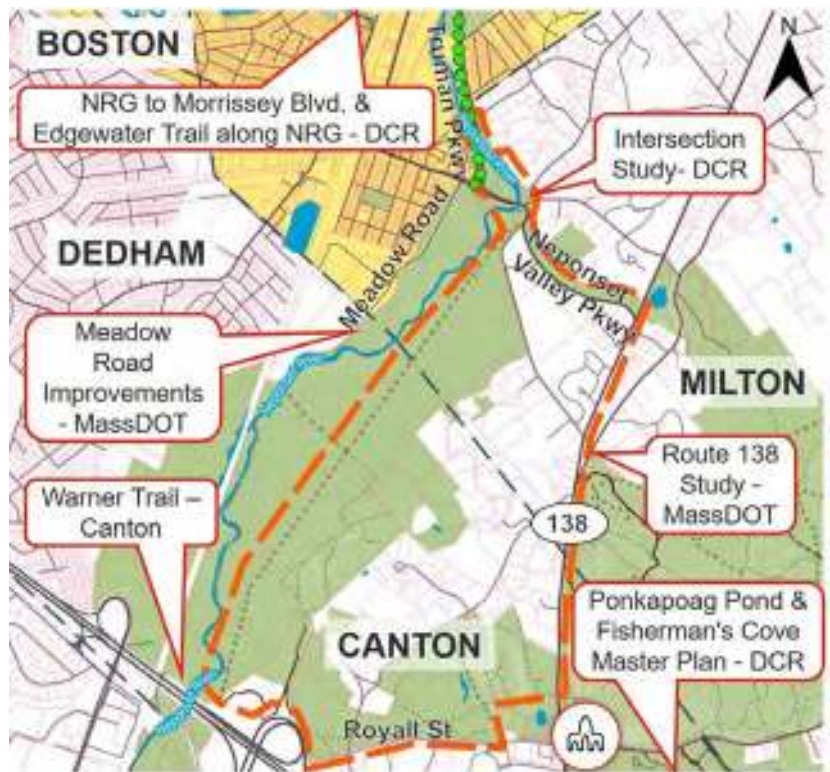 BOSTON
N
NRG to Morrissey Blvd. &
Edgewater Trail along NRG - DCR
Truman Pkwy
Intersection
Study- DCR
DEDHAM
Meadow Road
Neponset
Valley Pkwy
Meadow
Road
Improvements
- MassDOT
MILTON
Route 138
Study -
MassDOT
Warner Trail –
Canton
138
Ponkapoag Pond &
Fisherman's Cove
Master Plan - DCR
CANTON
Royall St